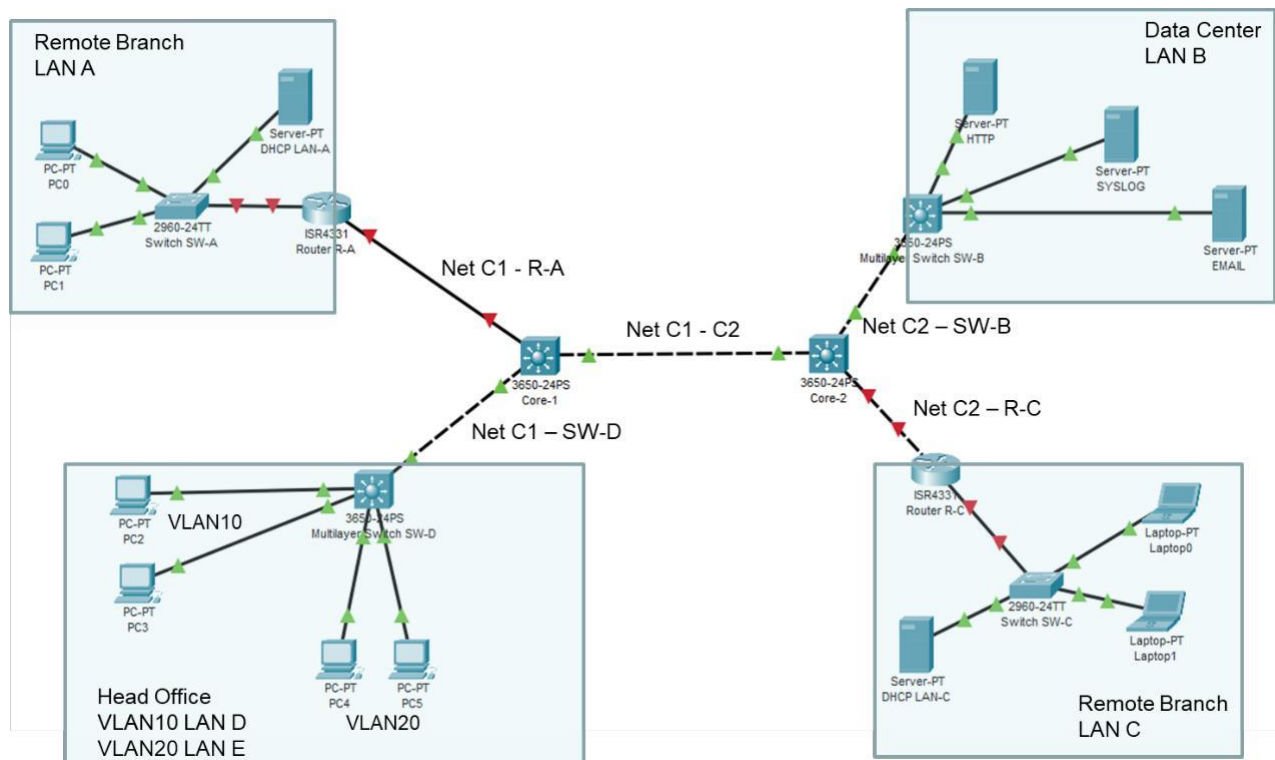 Remote Branch
LAN A
Server-PT
DHCP LAN-A
PC-PT
PC0
2960-24TT
Switch SW-A
ISR4331
Router R-A
PC-PT
PC1
Data Center
LAN B
Server-PT
HTTP
Server-PT
SYSLOG
3650-24PS
Multilayer Switch SW-B
Server-PT
EMAIL
Net C1 - R-A
Net C1 - C2
Net C2 – SW-B
3650-24PS
Core-1
3650-24PS
Core-2
Net C2 – R-C
Net C1 – SW-D
PC-PT
PC2
VLAN10
3650-24PS
Multilayer Switch SW-D
PC-PT
PC3
PC-PT
PC4
PC-PT
PC5
VLAN20
Head Office
VLAN10 LAN D
VLAN20 LAN E
ISR4331
Router R-C
Laptop-PT
Laptop0
2960-24TT
Switch SW-C
Laptop-PT
Laptop1
Server-PT
DHCP LAN-C
Remote Branch
LAN C